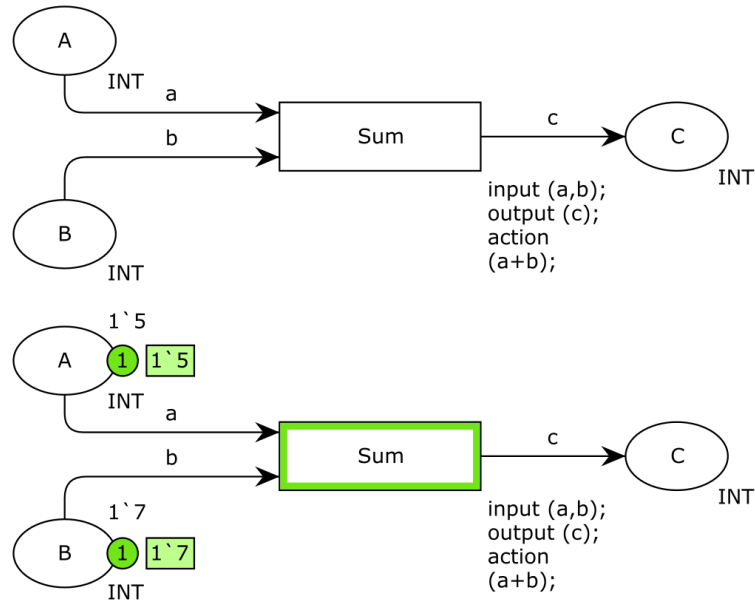 A
INT
a
b
Sum
c
C
INT
input (a,b);
output (c);
action
(a+b);
B
INT
1`5
A
1
1`5
INT
a
b
Sum
c
C
INT
input (a,b);
output (c);
action
(a+b);
1`7
B
1
1`7
INT